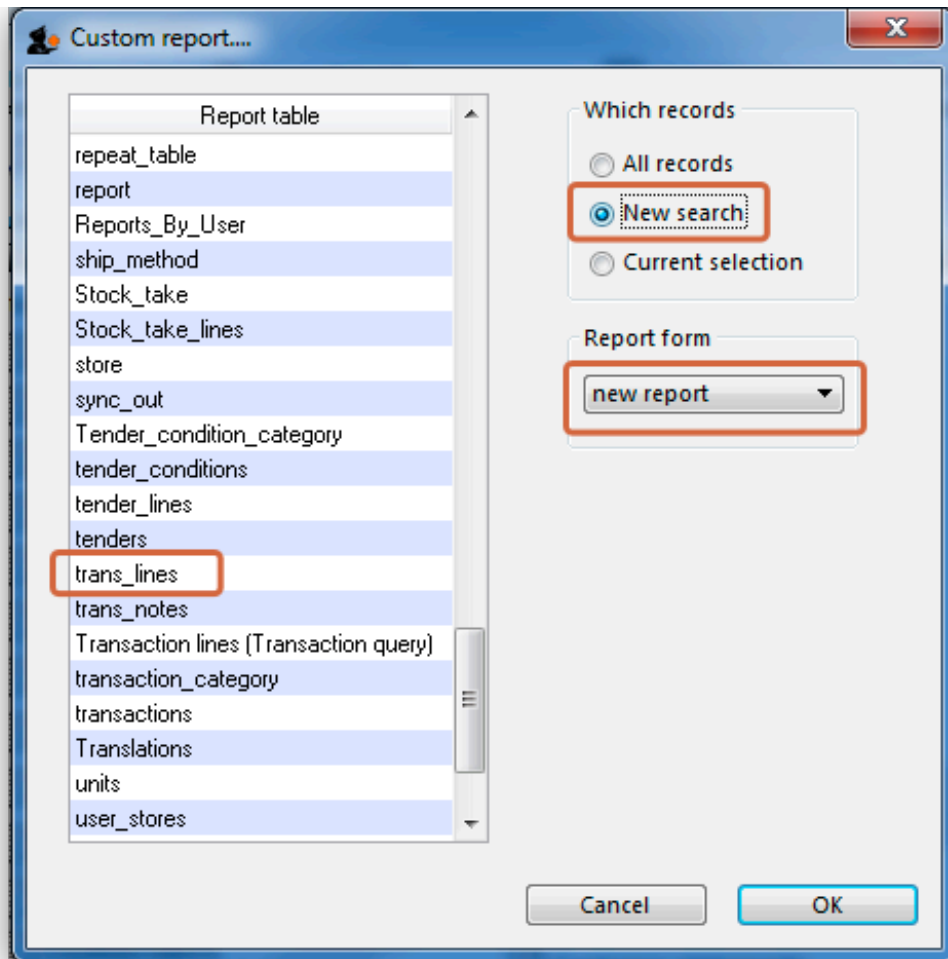 Custom report....
Report table
repeat_table
report
Reports_By_User
ship_method
Stock_take
Stock_take_lines
store
sync_out
Tender_condition_category
tender_conditions
tender_lines
tenders
trans_lines
trans_notes
Transaction lines (Transaction query)
transaction_category
transactions
Translations
units
user_stores
Which records
All records
New search
Current selection
Report form
new report
Cancel
OK